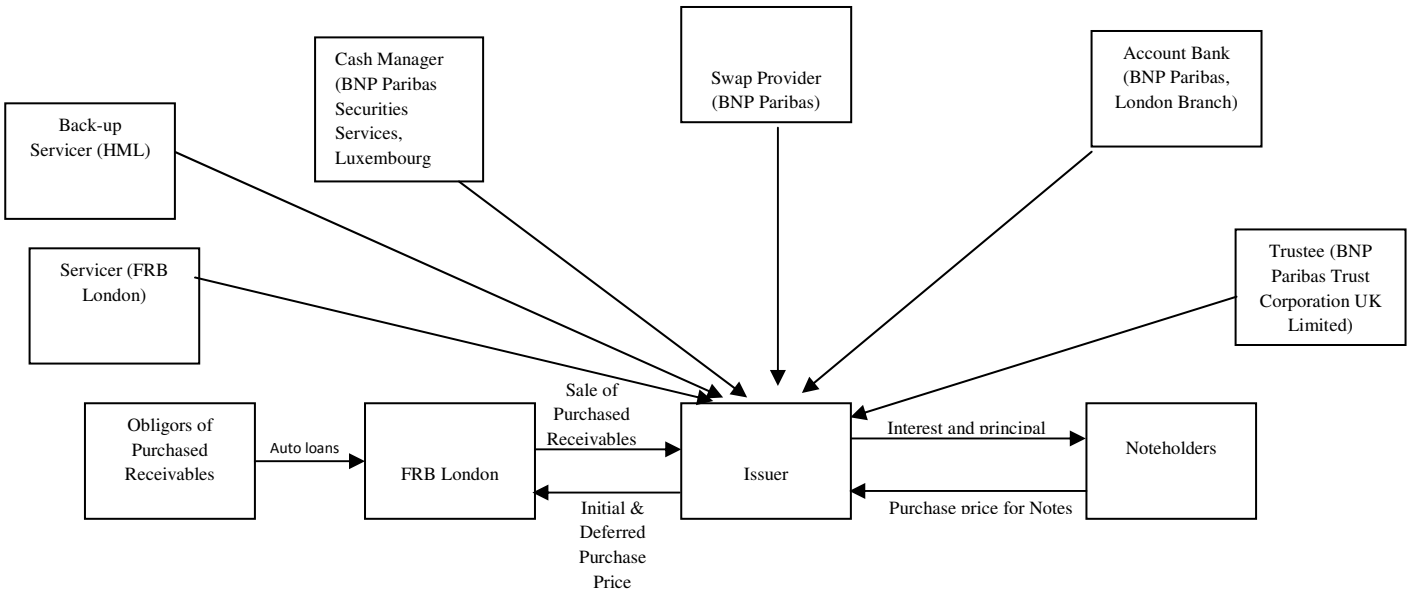 Cash Manager
(BNP Paribas
Securities
Services,
Luxembourg
Swap Provider
(BNP Paribas)
Account Bank
(BNP Paribas,
London Branch)
Back-up
Servicer (HML)
Servicer (FRB
London)
Trustee (BNP
Paribas Trust
Corporation UK
Limited)
Obligors of
Purchased
Receivables
Auto loans
FRB London
Sale of
Purchased
Receivables
Initial &
Deferred
Purchase
Price
Issuer
Interest and principal
Purchase price for Notes
Noteholders